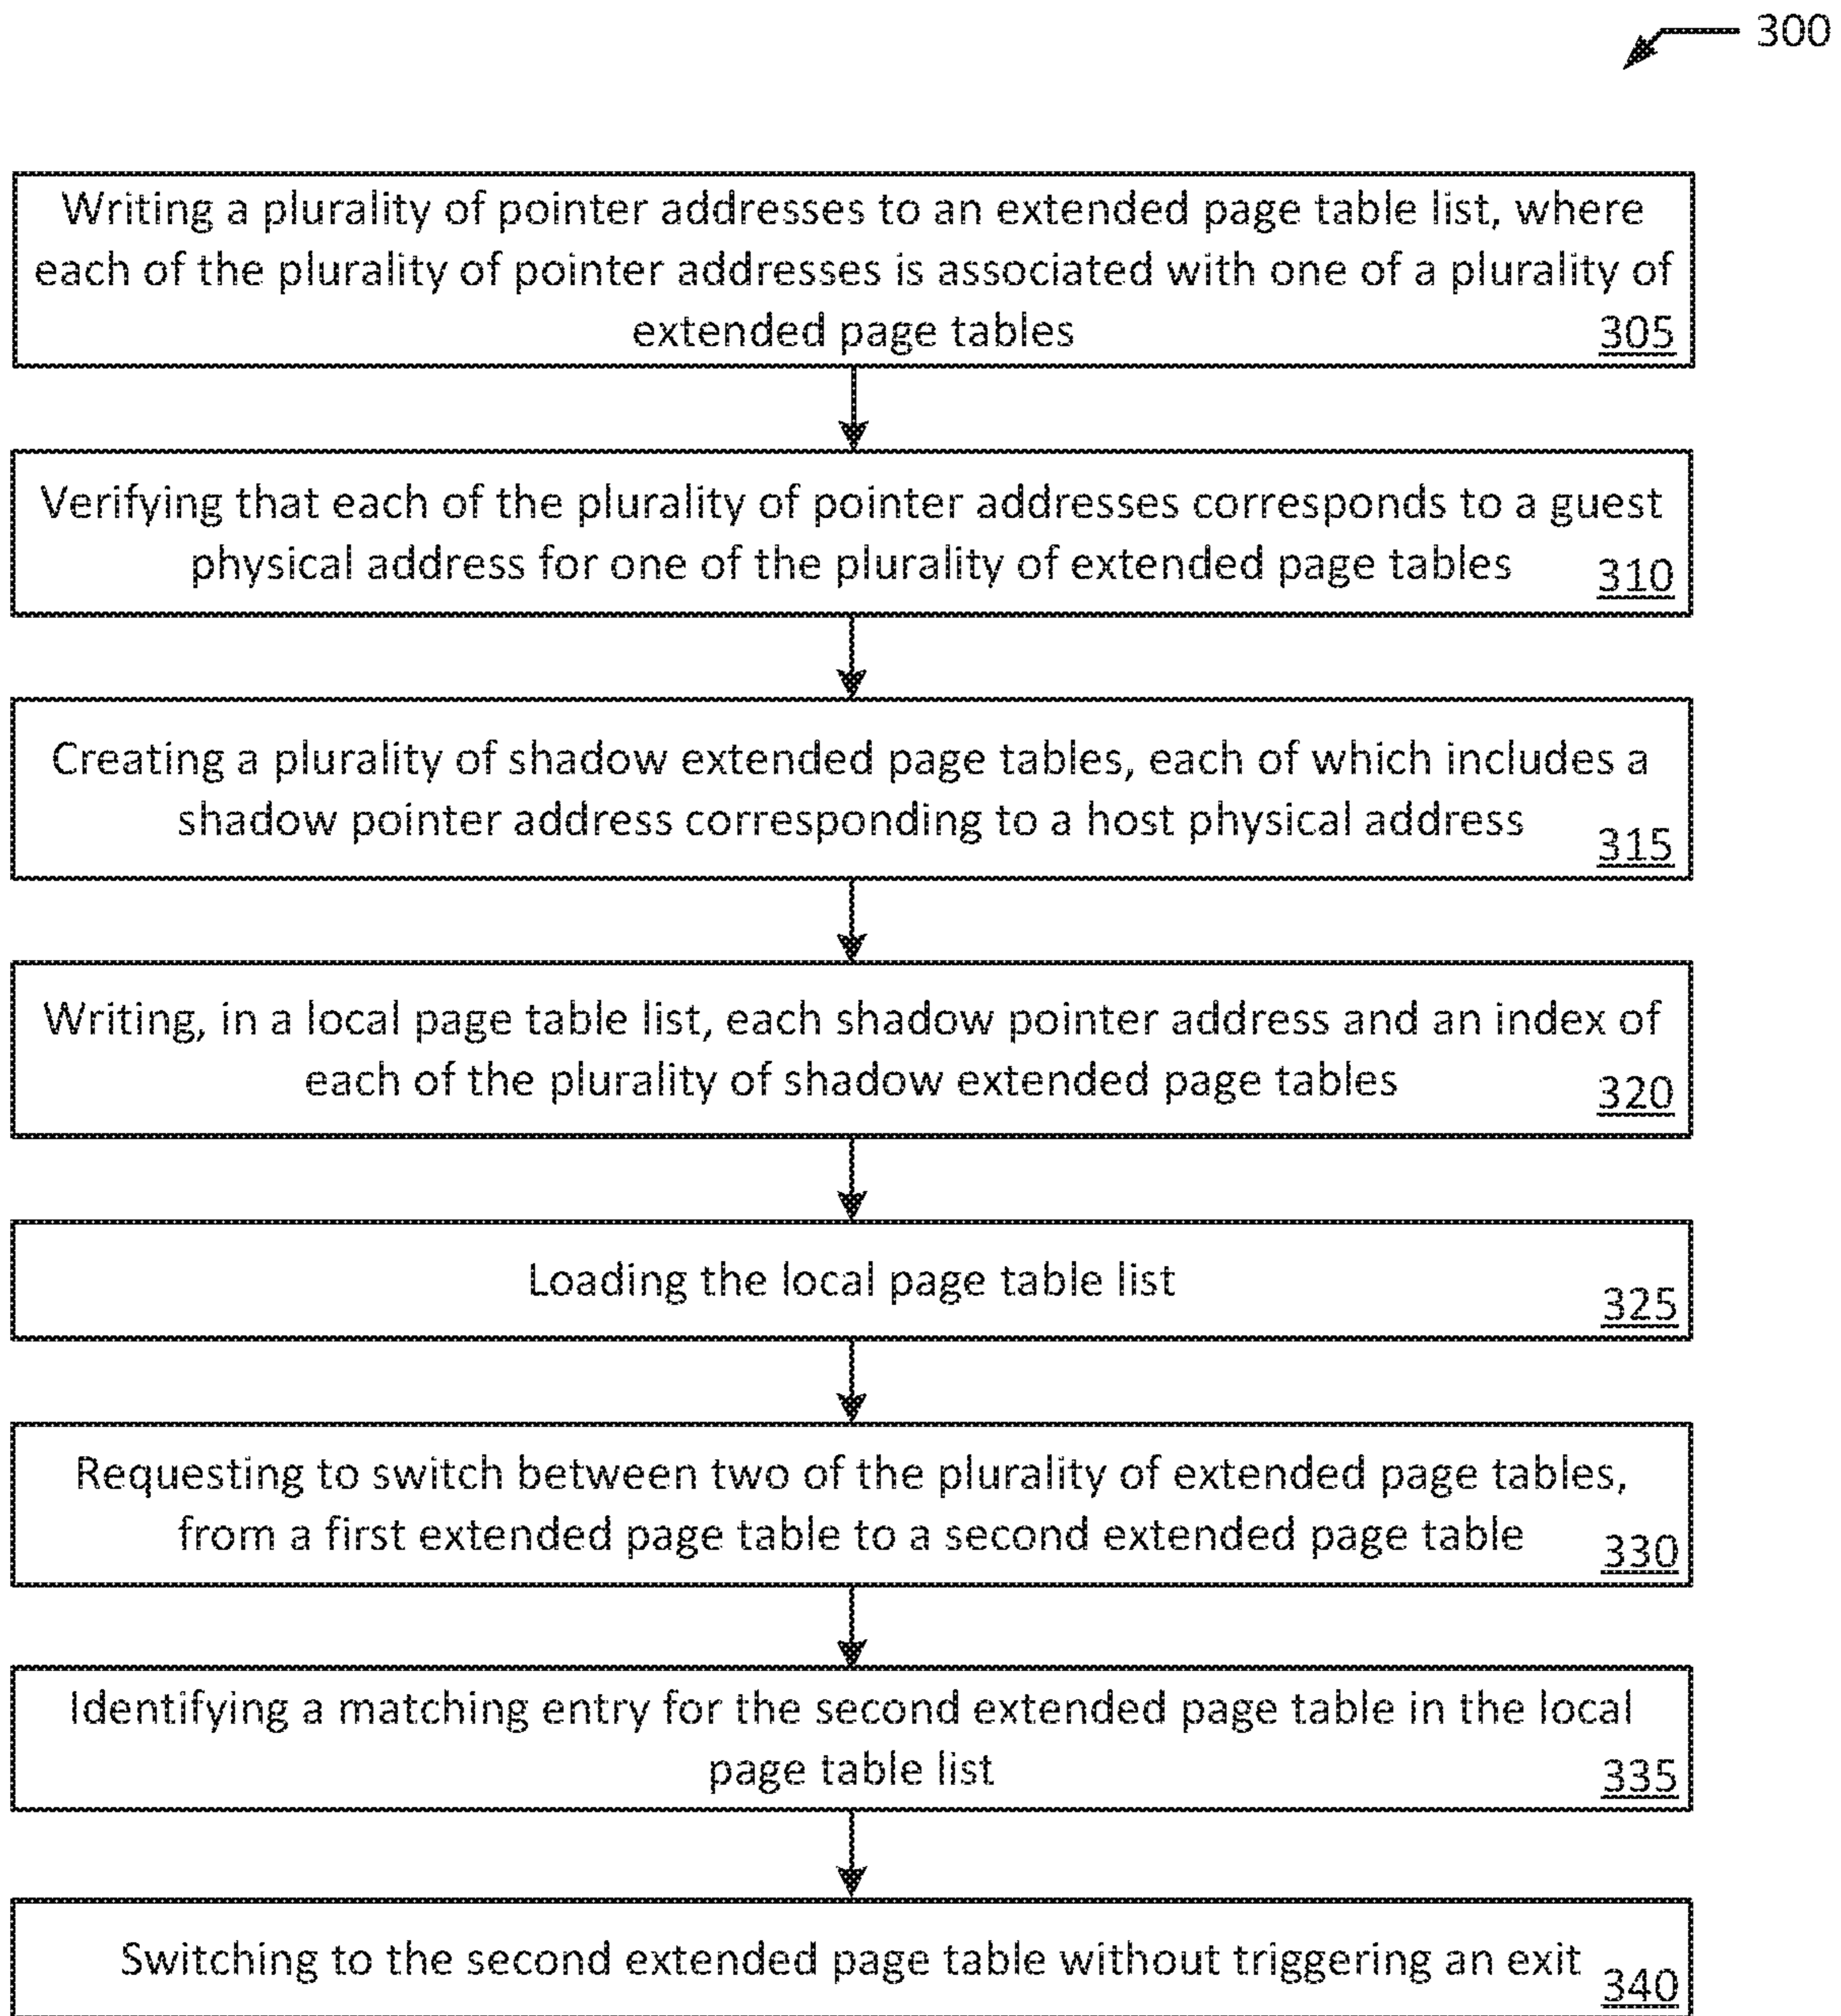 300
Writing a plurality of pointer addresses to an extended page table list, where
each of the plurality of pointer addresses is associated with one of a plurality of
extended page tables 305
Verifying that each of the plurality of pointer addresses corresponds to a guest
physical address for one of the plurality of extended page tables 310
Creating a plurality of shadow extended page tables, each of which includes a
shadow pointer address corresponding to a host physical address 315
Writing, in a local page table list, each shadow pointer address and an index of
each of the plurality of shadow extended page tables 320
Loading the local page table list 325
Requesting to switch between two of the plurality of extended page tables,
from a first extended page table to a second extended page table 330
Identifying a matching entry for the second extended page table in the local
page table list 335
Switching to the second extended page table without triggering an exit 340